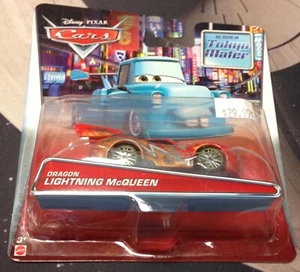 Disney · PIXAR
Cars
AS SEEN IN
Tokyo
Mater
DRAGON
LIGHTNING McQUEEN
3+